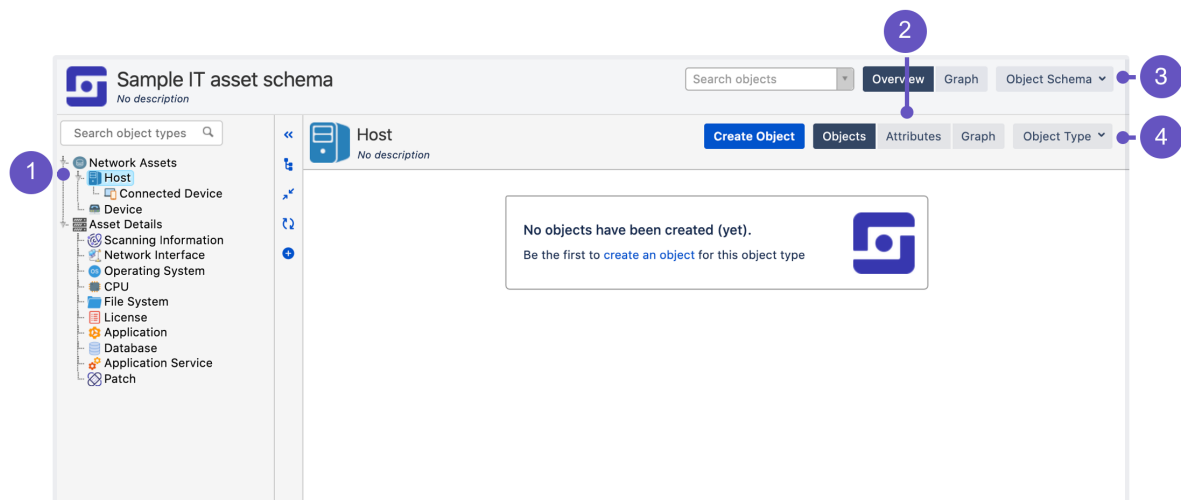 2
Sample IT asset schema
No description
Search objects
Overview
Graph
Object Schema
3
Search object types
Host
No description
Create Object
Objects
Attributes
Graph
Object Type
4
1
Network Assets
Host
Connected Device
Device
Asset Details
Scanning Information
Network Interface
Operating System
CPU
File System
License
Application
Database
Application Service
Patch
No objects have been created (yet).
Be the first to create an object for this object type